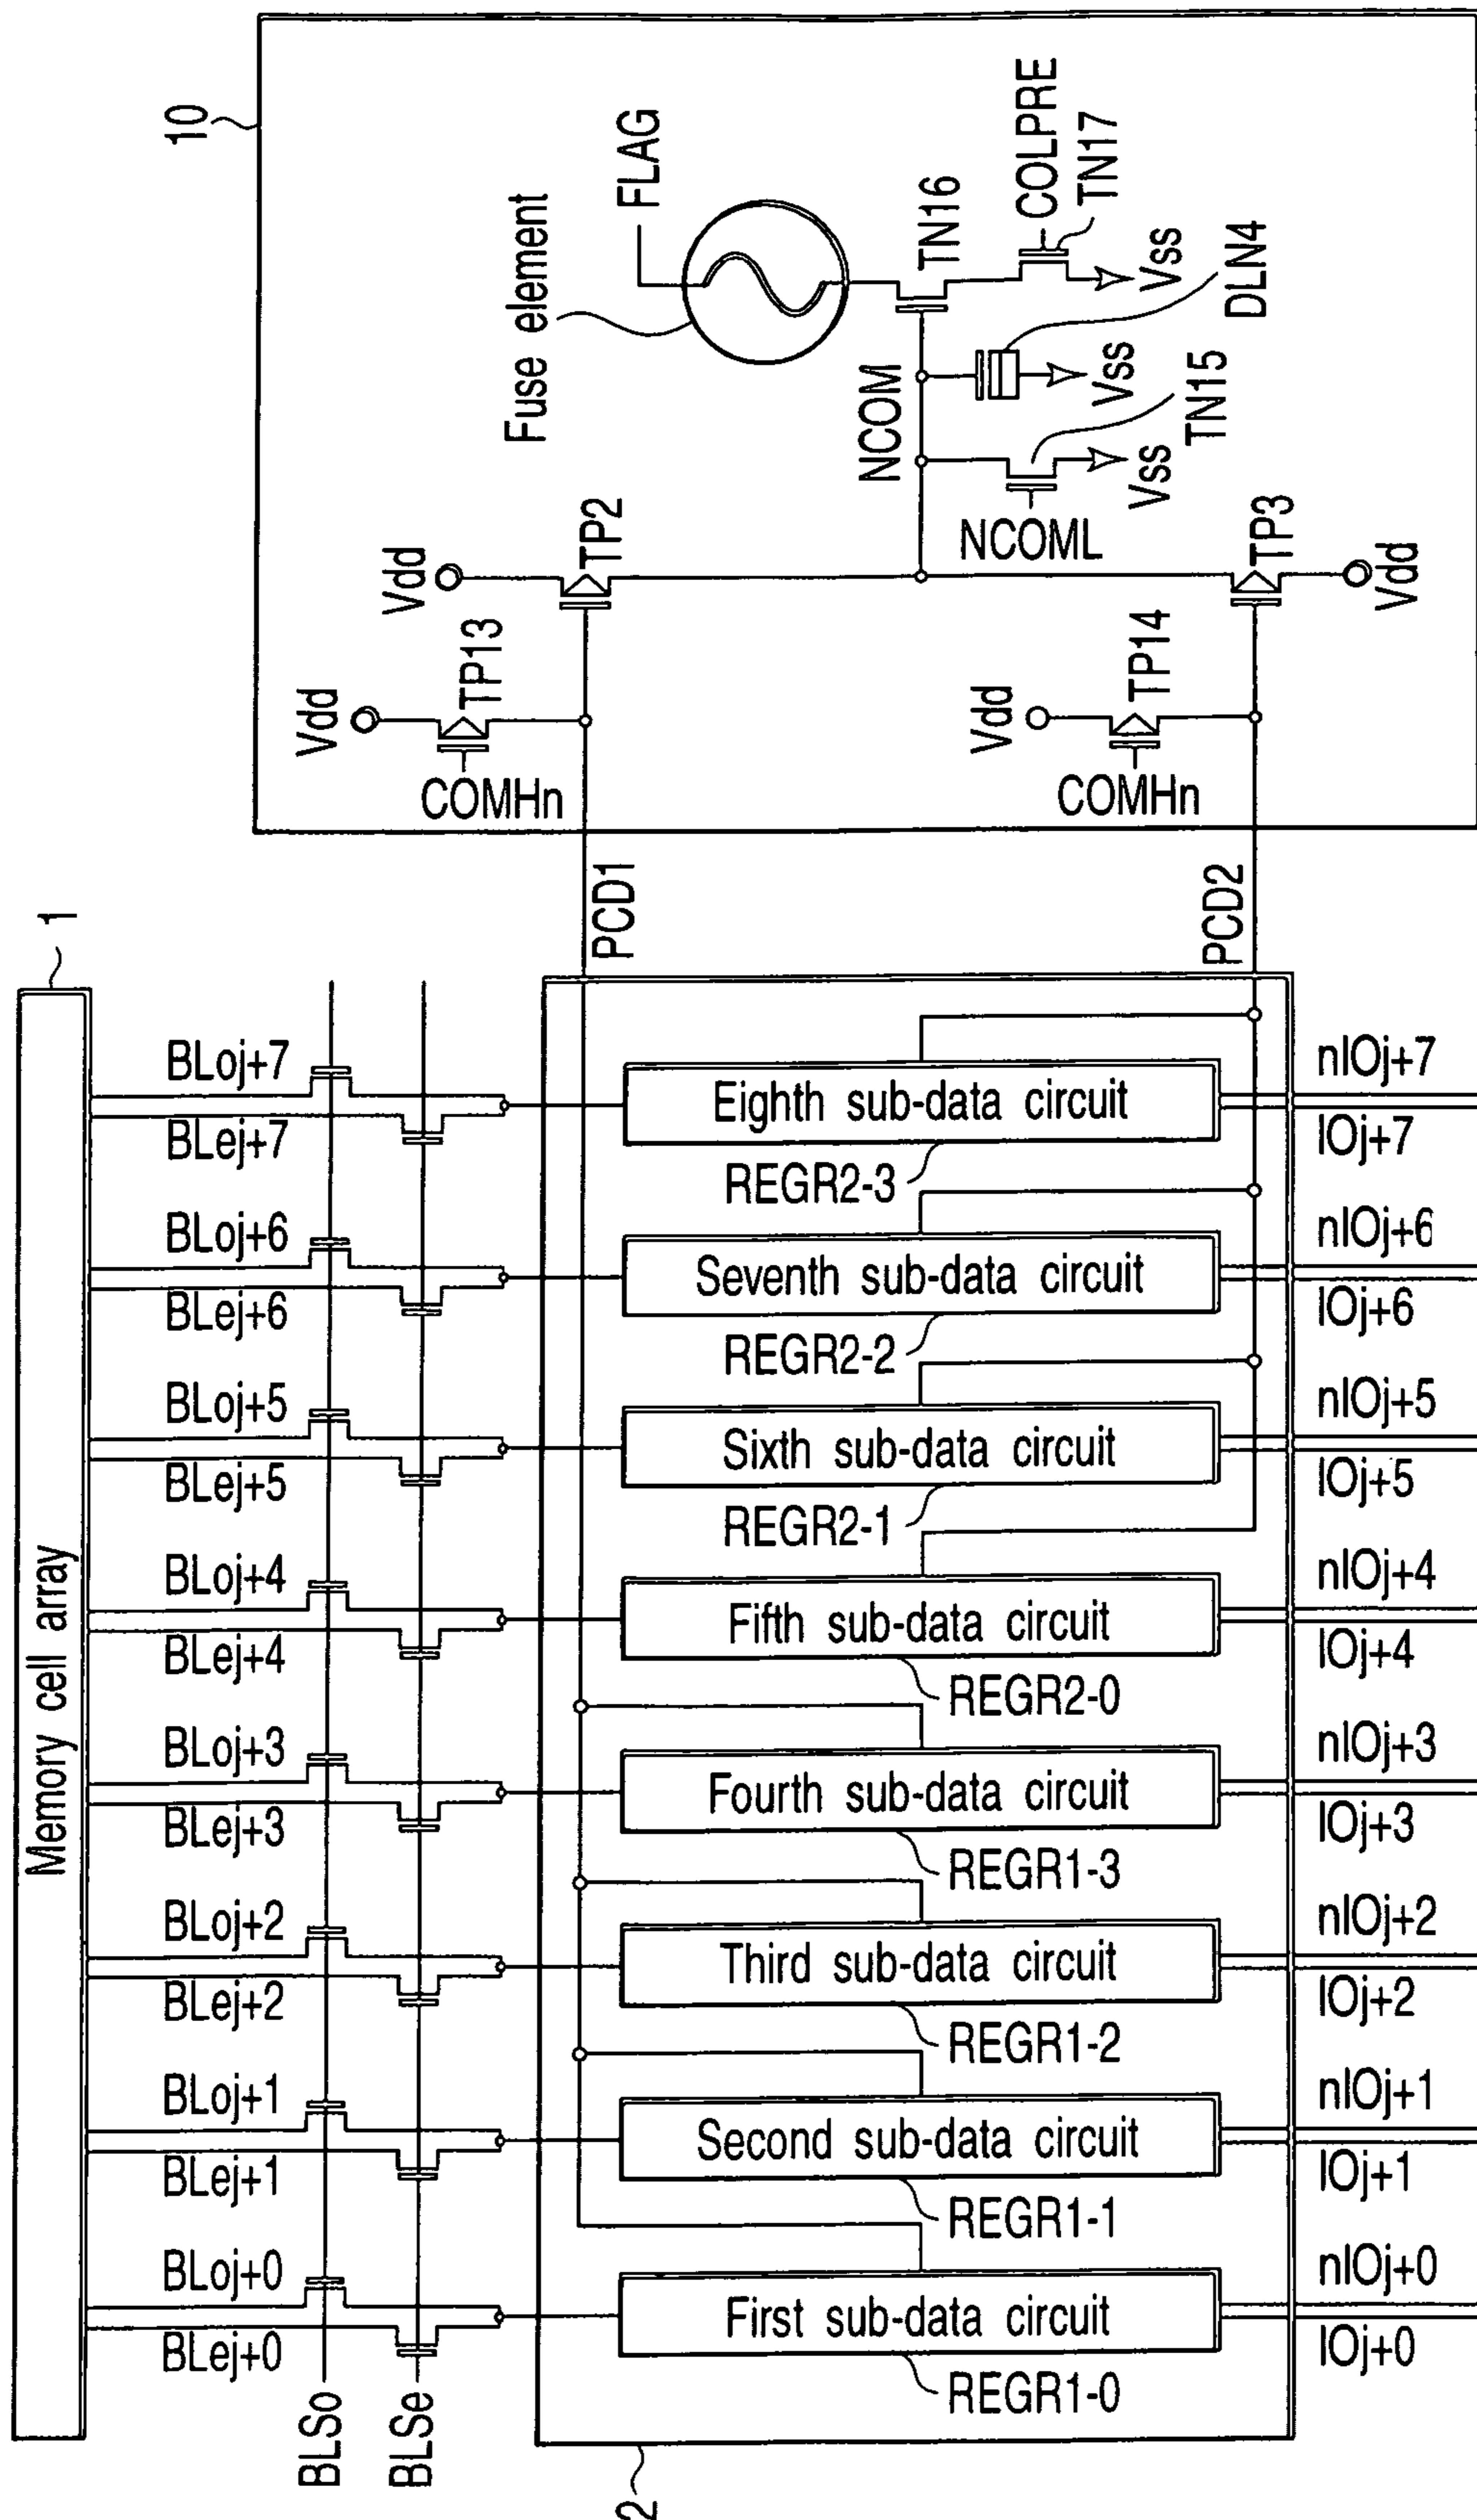 Memory cell array
1
BLoj+0
BLoj+1
BLoj+2
BLoj+3
BLoj+4
BLoj+5
BLoj+6
BLoj+7
BLej+0
BLej+1
BLej+2
BLej+3
BLej+4
BLej+5
BLej+6
BLej+7
BLSo
BLSe
2
First sub-data circuit
Second sub-data circuit
Third sub-data circuit
Fourth sub-data circuit
Fifth sub-data circuit
Sixth sub-data circuit
Seventh sub-data circuit
Eighth sub-data circuit
REGR1-0
REGR1-1
REGR1-2
REGR1-3
REGR2-0
REGR2-1
REGR2-2
REGR2-3
nIOj+0
nIOj+1
nIOj+2
nIOj+3
nIOj+4
nIOj+5
nIOj+6
nIOj+7
IOj+0
IOj+1
IOj+2
IOj+3
IOj+4
IOj+5
IOj+6
IOj+7
PCD1
PCD2
10
Vdd
TP13
COMHn
Vdd
TP2
Fuse element
FLAG
NCOM
TN16
COLPRE
TN17
Vss
DLN4
Vss
TN15
Vss
NCOML
Vdd
TP14
COMHn
TP3
Vdd